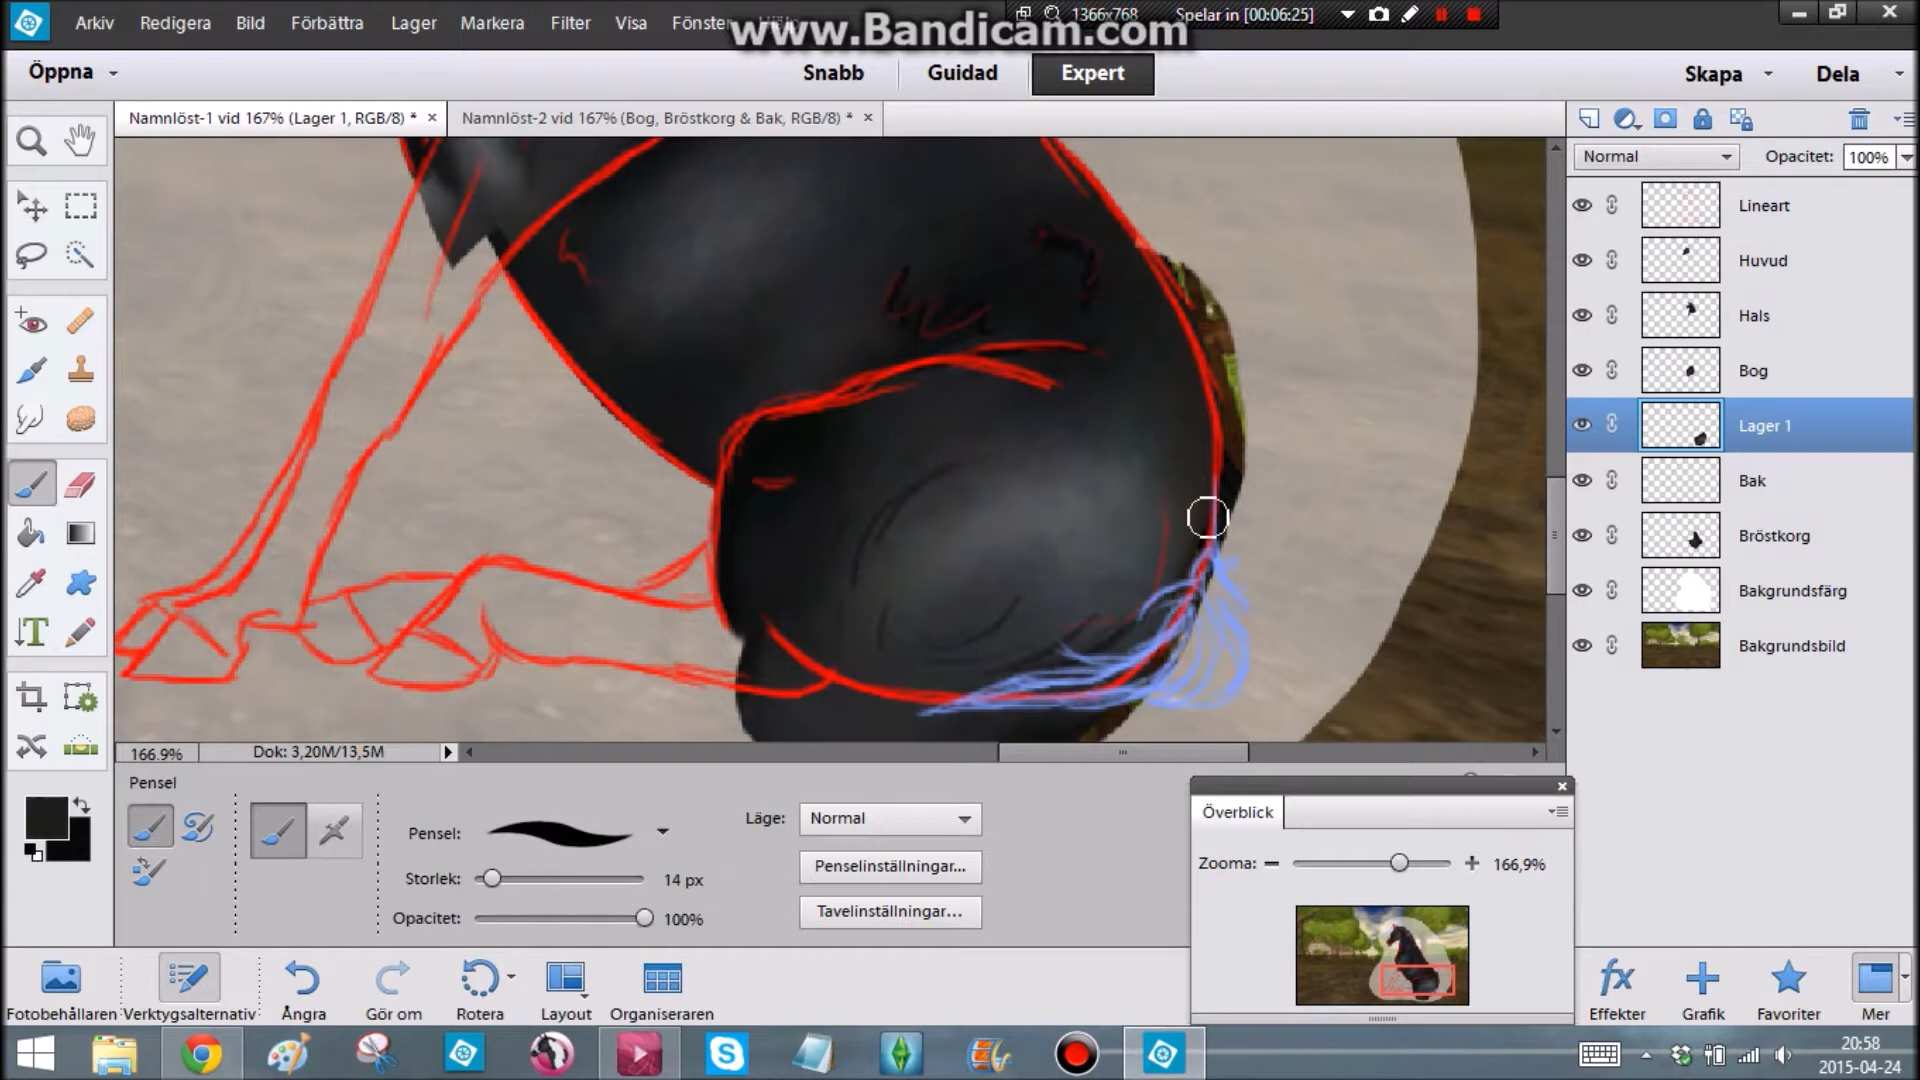 Arkiv Redigera Bild Förbättra Lager Markera Filter Visa Fönster
1366x768 Spelar in [00:06:25]
www.Bandicam.com
Öppna Snabb Guidad Expert Skapa Dela
Namnlöst-1 vid 167% (Lager 1, RGB/8) * Namnlöst-2 vid 167% (Bog, Bröstkorg & Bak, RGB/8) *
Normal Opacitet: 100%
Lineart
Huvud
Hals
Bog
Lager 1
Bak
Bröstkorg
Bakgrundsfärg
Bakgrundsbild
166.9% Dok: 3,20M/13,5M
Pensel
Pensel:
Storlek: 14 px
Opacitet: 100%
Läge: Normal
Penselinställningar...
Tavelinställningar...
Överblick
Zooma: 166,9%
Fotobehållaren Verktygsalternativ Ångra Gör om Rotera Layout Organiseraren
Effekter Grafik Favoriter Mer
20:58
2015-04-24